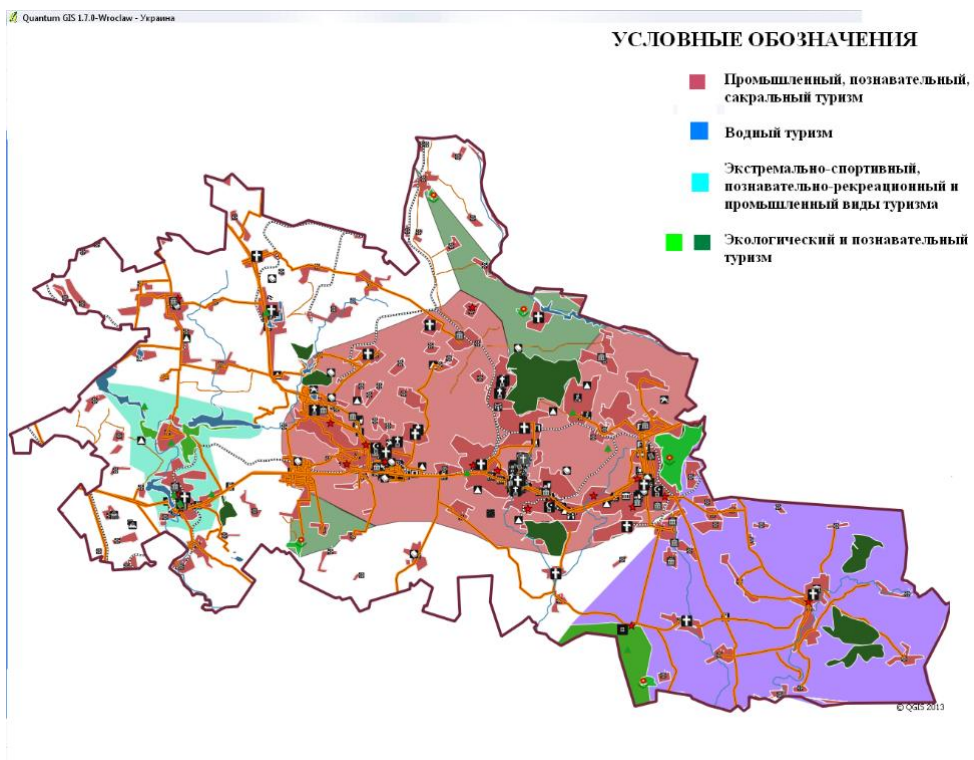 Quantum GIS 1.7.0-Wroclaw - Украина
УСЛОВНЫЕ ОБОЗНАЧЕНИЯ
Промышленный, познавательный,
сакральный туризм
Водный туризм
Экстремально-спортивный,
познавательно-рекреационный и
промышленный виды туризма
Экологический и познавательный
туризм
© QGIS 2013